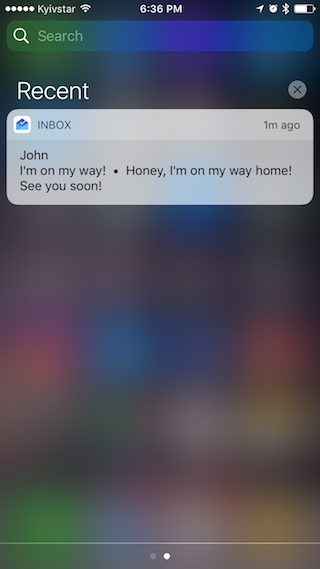 Kyivstar 6:36 PM
Search
Recent
INBOX 1m ago
John
I'm on my way! • Honey, I'm on my way home!
See you soon!